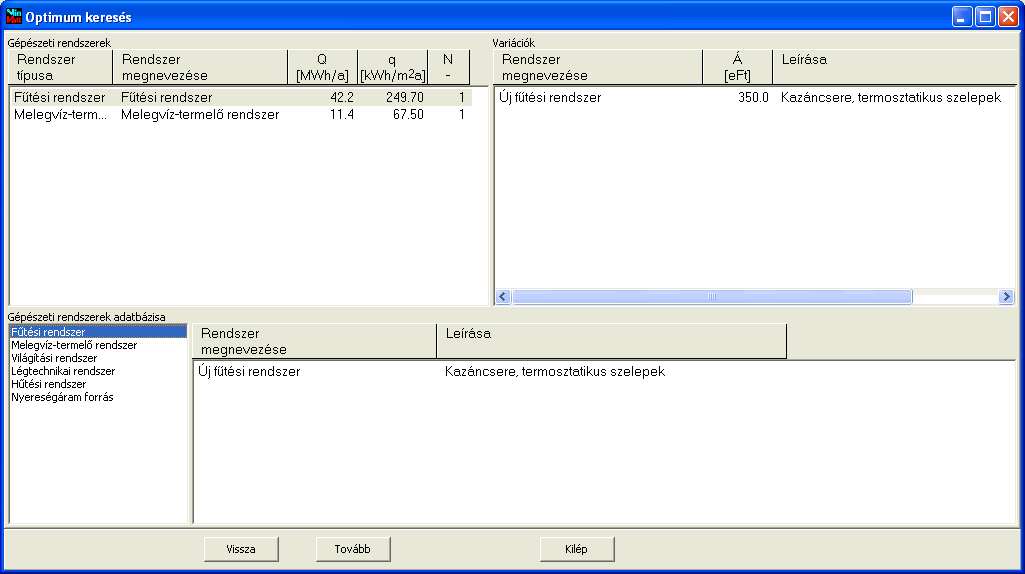 Optimum keresés
Gépészeti rendszerek
Rendszer típusa
Rendszer megnevezése
Q [MWh/a]
q [kWh/m2a]
N -
Fűtési rendszer Fűtési rendszer 42.2 249.70 1
Melegvíz-term... Melegvíz-termelő rendszer 11.4 67.50 1
Variációk
Rendszer megnevezése
Á [eFt]
Leírása
Új fűtési rendszer 350.0 Kazáncsere, termosztatikus szelepek
Gépészeti rendszerek adatbázisa
Fűtési rendszer
Melegvíz-termelő rendszer
Világítási rendszer
Légtechnikai rendszer
Hűtési rendszer
Nyereségáram forrás
Rendszer megnevezése
Leírása
Új fűtési rendszer Kazáncsere, termosztatikus szelepek
Vissza Tovább Kilép